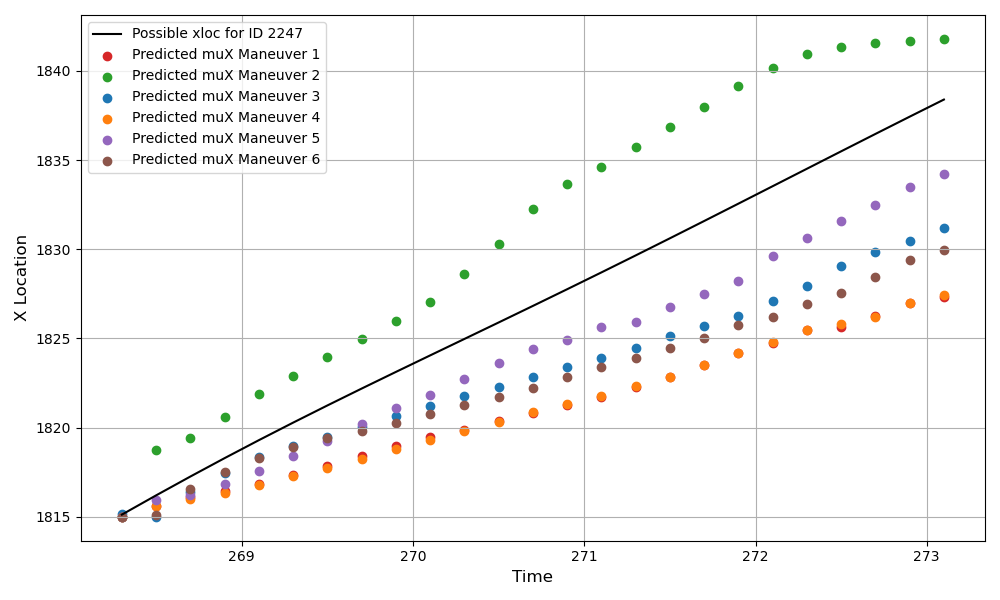 Possible xloc for ID 2247
Predicted muX Maneuver 1
Predicted muX Maneuver 2
Predicted muX Maneuver 3
Predicted muX Maneuver 4
Predicted muX Maneuver 5
Predicted muX Maneuver 6
1840
1835
1830
1825
1820
1815
X Location
269 270 271 272 273
Time